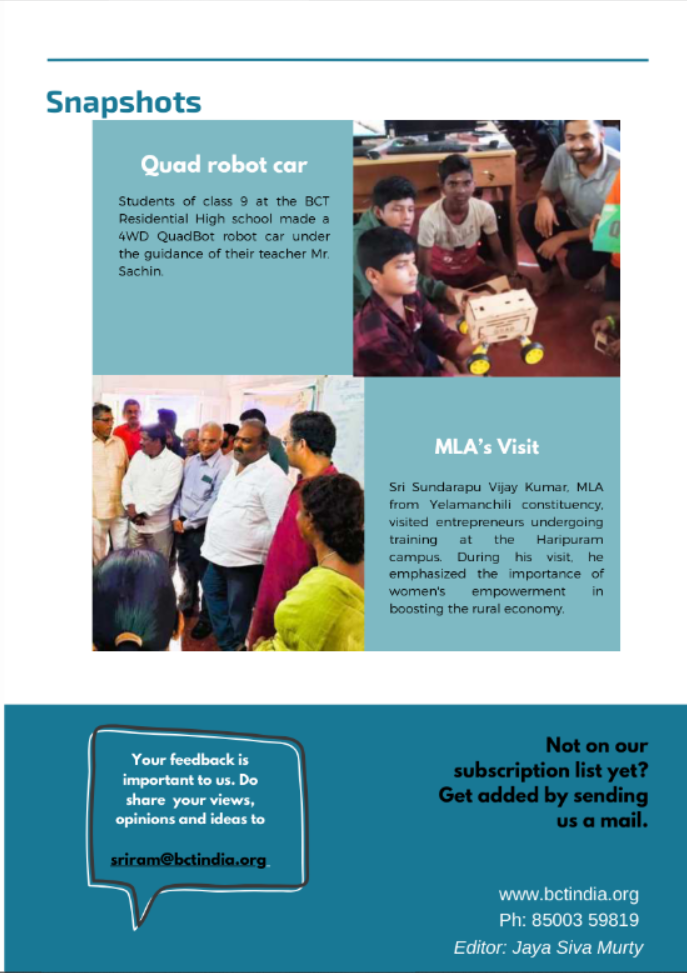 Snapshots
Quad robot car
Students of class 9 at the BCT
Residential High school made a
4WD QuadBot robot car under
the guidance of their teacher Mr.
Sachin.
MLA's Visit
Sri Sundarapu Vijay Kumar, MLA
from Yelamanchili constituency,
visited entrepreneurs undergoing
training at the Haripuram
campus. During his visit, he
emphasized the importance of
women's empowerment in
boosting the rural economy.
Your feedback is
important to us. Do
share your views,
opinions and ideas to
sriram@bctindia.org
Not on our
subscription list yet?
Get added by sending
us a mail.
www.bctindia.org
Ph: 85003 59819
Editor: Jaya Siva Murty